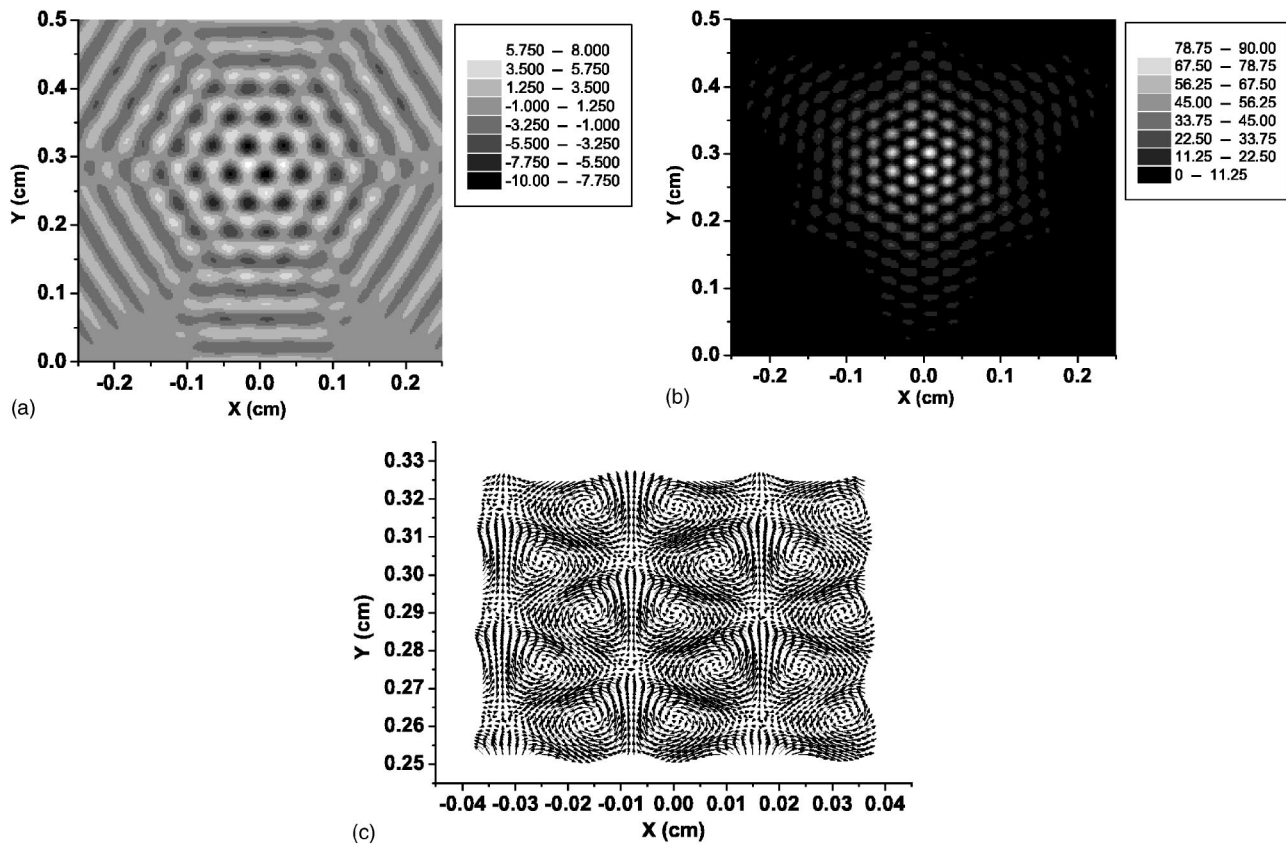 0.5
0.4
0.3
0.2
0.1
0.0
Y (cm)
-0.2 -0.1 0.0 0.1 0.2
X (cm)
(a)
5.750 – 8.000
3.500 – 5.750
1.250 – 3.500
-1.000 – 1.250
-3.250 – -1.000
-5.500 – -3.250
-7.750 – -5.500
-10.00 – -7.750
0.5
0.4
0.3
0.2
0.1
0.0
Y (cm)
-0.2 -0.1 0.0 0.1 0.2
X (cm)
(b)
78.75 – 90.00
67.50 – 78.75
56.25 – 67.50
45.00 – 56.25
33.75 – 45.00
22.50 – 33.75
11.25 – 22.50
0 – 11.25
0.33
0.32
0.31
0.30
0.29
0.28
0.27
0.26
0.25
Y (cm)
-0.04 -0.03 0.02 -0.01 0.00 0.01 0.02 0.03 0.04
X (cm)
(c)